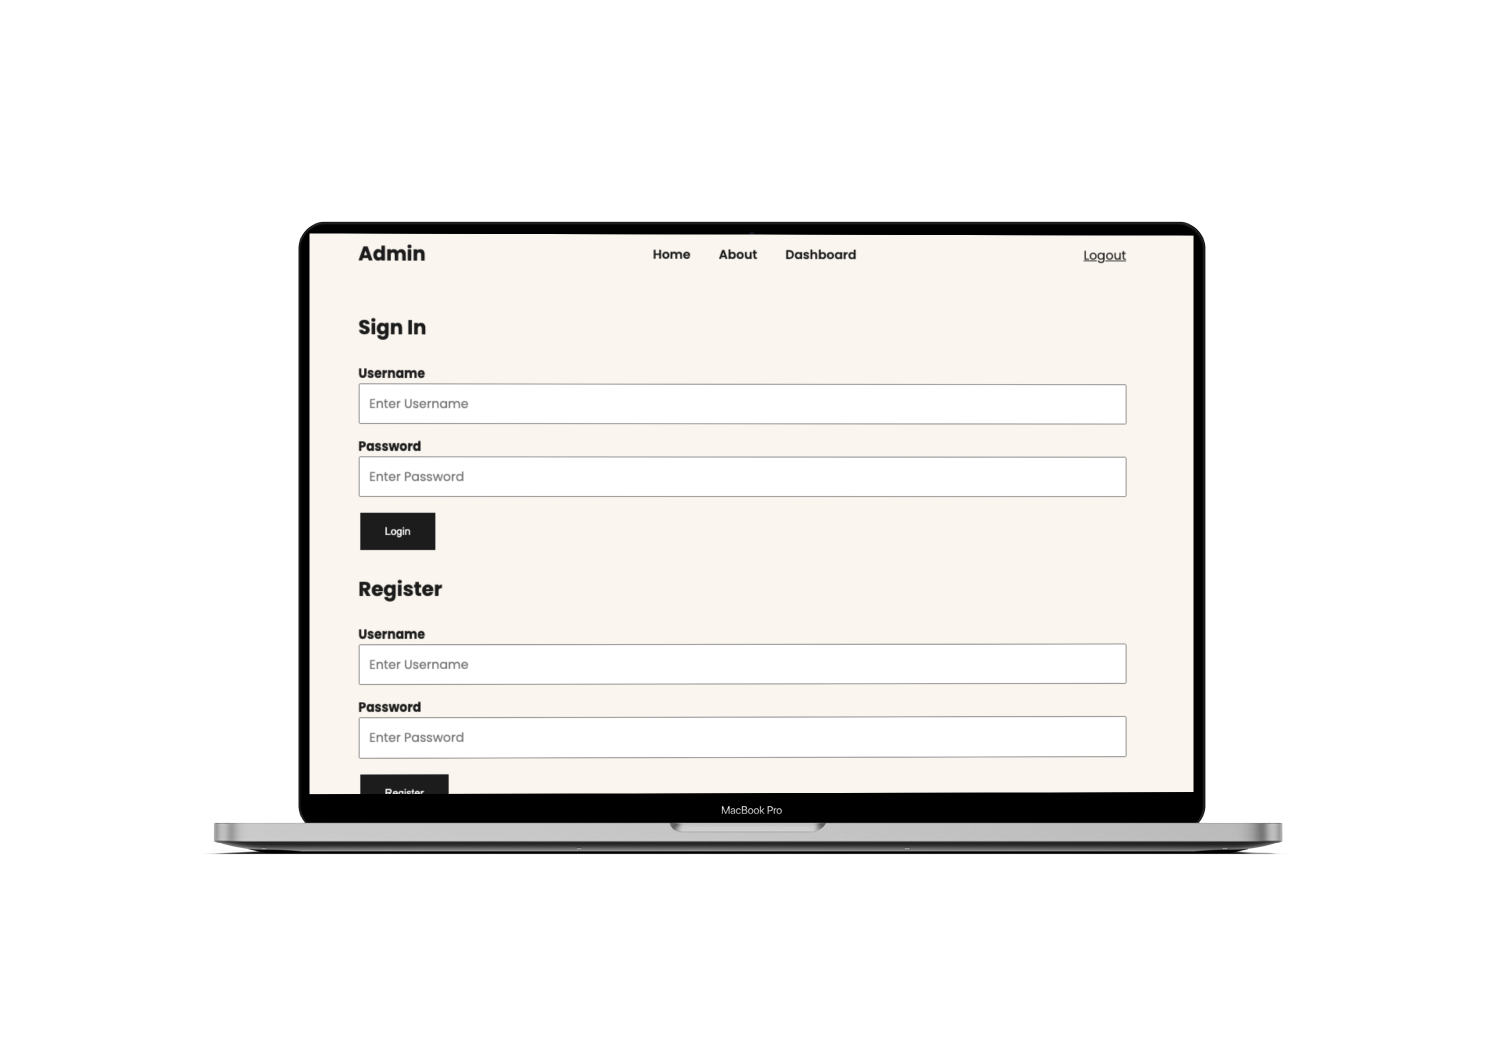 Admin Home About Dashboard Logout
Sign In
Username
Enter Username
Password
Enter Password
Login
Register
Username
Enter Username
Password
Enter Password
Register
MacBook Pro